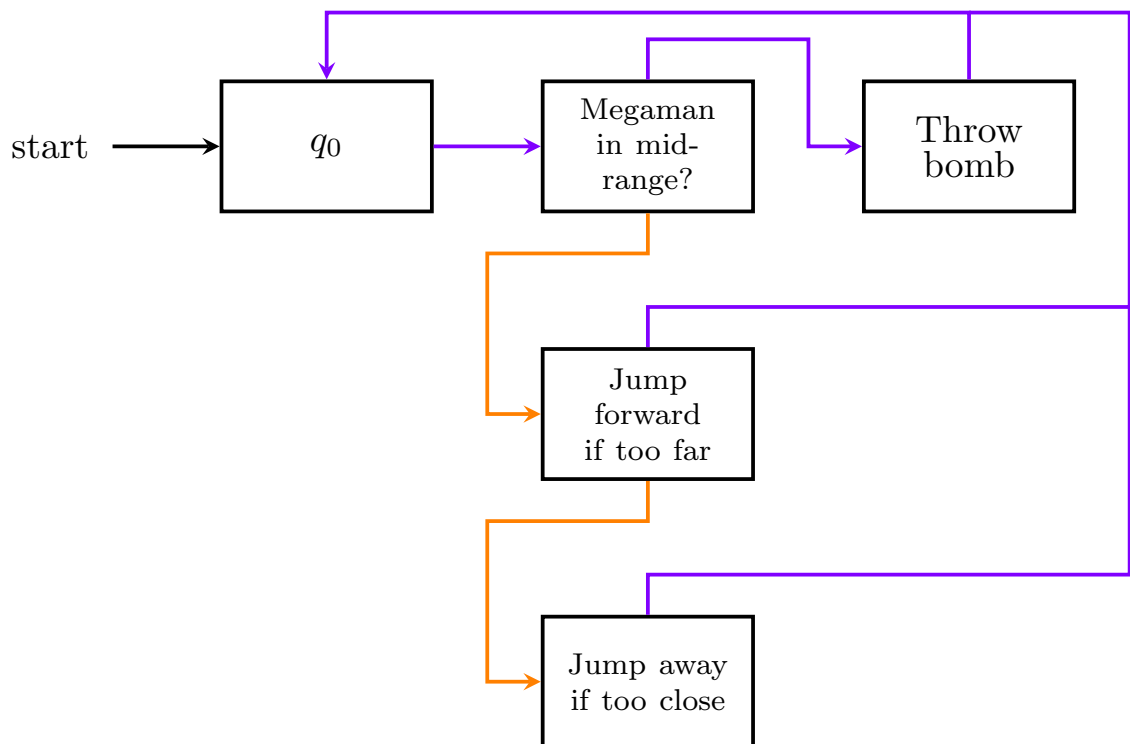 start
q0
Megaman
in mid-
range?
Throw
bomb
Jump
forward
if too far
Jump away
if too close